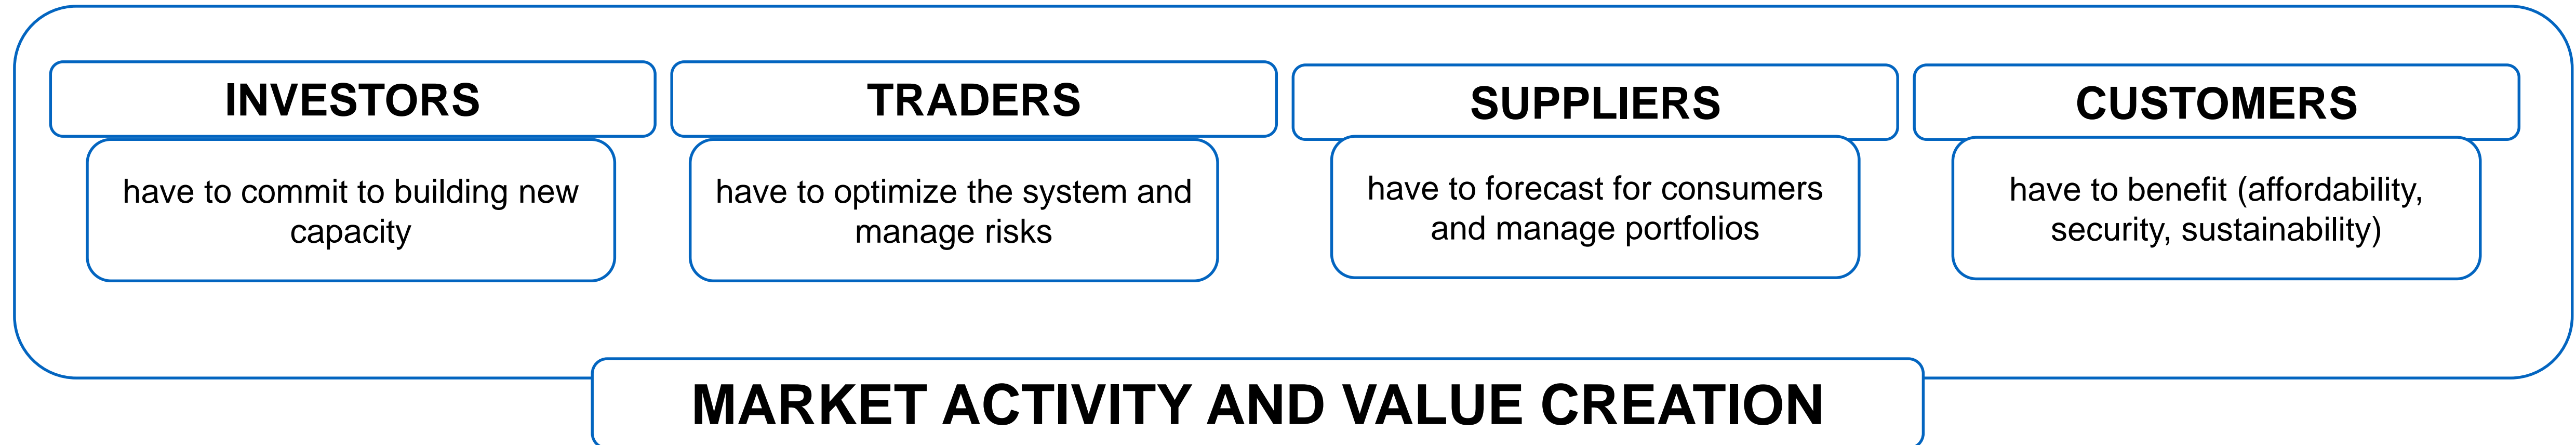 INVESTORS
have to commit to building new
capacity
TRADERS
have to optimize the system and
manage risks
SUPPLIERS
have to forecast for consumers
and manage portfolios
CUSTOMERS
have to benefit (affordability,
security, sustainability)
MARKET ACTIVITY AND VALUE CREATION